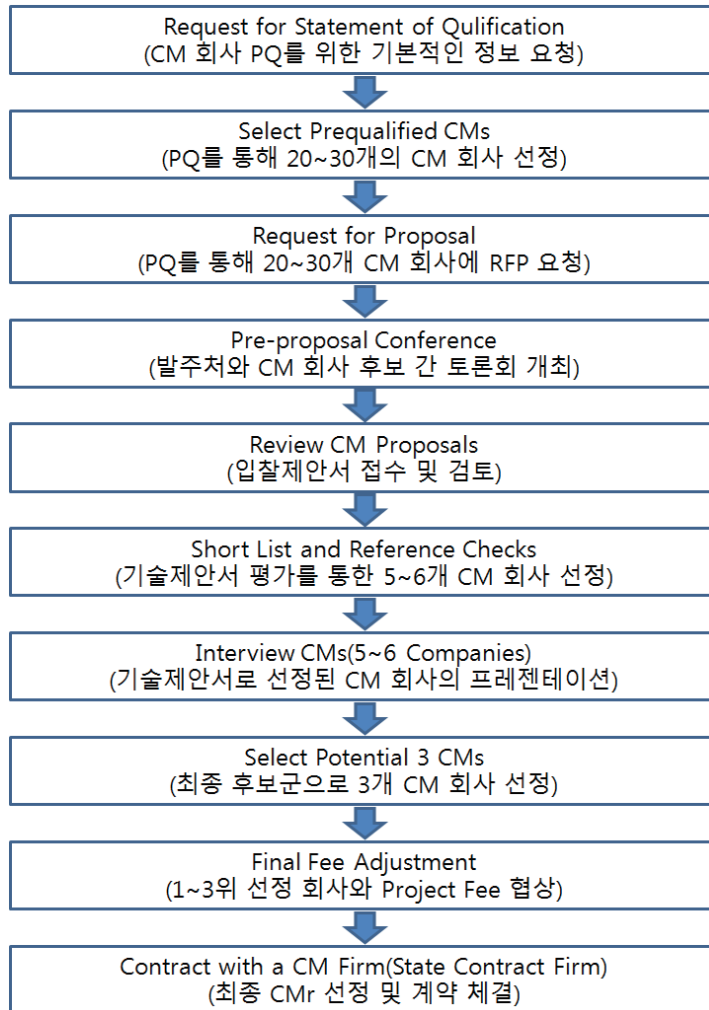 Request for Statement of Qulification
(CM 회사 PQ를 위한 기본적인 정보 요청)
Select Prequalified CMs
(PQ를 통해 20~30개의 CM 회사 선정)
Request for Proposal
(PQ를 통해 20~30개 CM 회사에 RFP 요청)
Pre-proposal Conference
(발주처와 CM 회사 후보 간 토론회 개최)
Review CM Proposals
(입찰제안서 접수 및 검토)
Short List and Reference Checks
(기술제안서 평가를 통한 5~6개 CM 회사 선정)
Interview CMs(5~6 Companies)
(기술제안서로 선정된 CM 회사의 프레젠테이션)
Select Potential 3 CMs
(최종 후보군으로 3개 CM 회사 선정)
Final Fee Adjustment
(1~3위 선정 회사와 Project Fee 협상)
Contract with a CM Firm(State Contract Firm)
(최종 CMr 선정 및 계약 체결)